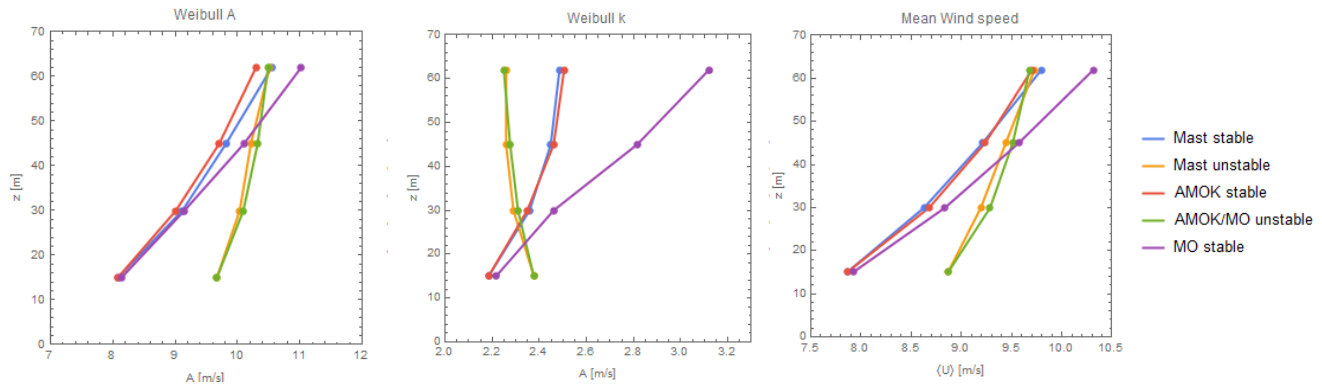 Weibull A
70
60
50
40
30
20
10
0
z [m]
7 8 9 10 11 12
A [m/s]
Weibull k
70
60
50
40
30
20
10
0
z [m]
2.0 2.2 2.4 2.6 2.8 3.0 3.2
A [m/s]
Mean Wind speed
70
60
50
40
30
20
10
0
7.5 8.0 8.5 9.0 9.5 10.0 10.5
⟨U⟩ [m/s]
Mast stable
Mast unstable
AMOK stable
AMOK/MO unstable
MO stable